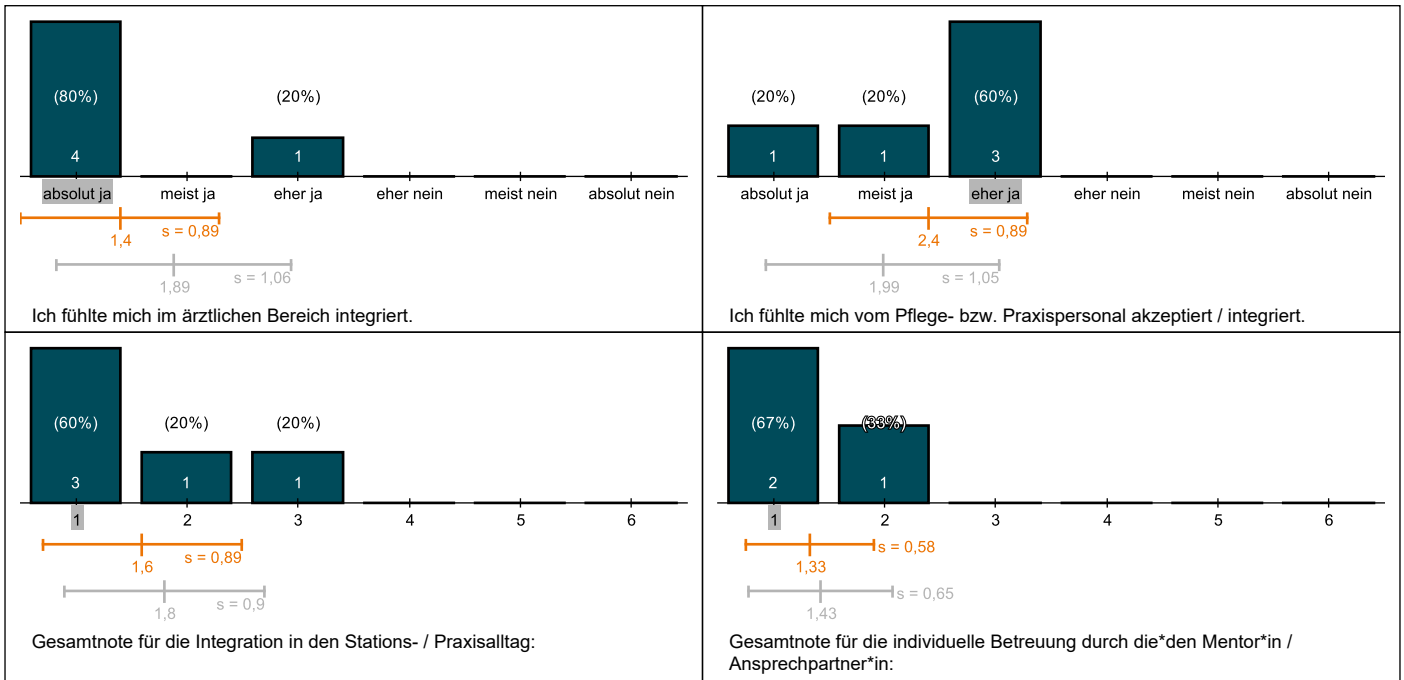 (80%)
(20%)
4
1
absolut ja
meist ja
eher ja
eher nein
meist nein
absolut nein
s = 0,89
1,4
s = 1,06
1,89
Ich fühlte mich im ärztlichen Bereich integriert.
(20%)
(20%)
(60%)
1
1
3
absolut ja
meist ja
eher ja
eher nein
meist nein
absolut nein
s = 0,89
2,4
s = 1,05
1,99
Ich fühlte mich vom Pflege- bzw. Praxispersonal akzeptiert / integriert.
(60%)
(20%)
(20%)
3
1
1
1
2
3
4
5
6
s = 0,89
1,6
s = 0,9
1,8
Gesamtnote für die Integration in den Stations- / Praxisalltag:
(67%)
(33%)
2
1
1
2
3
4
5
6
s = 0,58
1,33
s = 0,65
1,43
Gesamtnote für die individuelle Betreuung durch die*den Mentor*in /
Ansprechpartner*in: